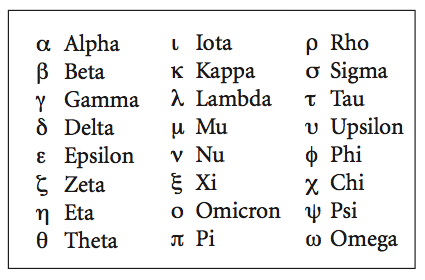 α Alpha ι Iota ρ Rho
β Beta κ Kappa σ Sigma
γ Gamma λ Lambda τ Tau
δ Delta μ Mu υ Upsilon
ε Epsilon ν Nu ϕ Phi
ζ Zeta ξ Xi χ Chi
η Eta ο Omicron ψ Psi
θ Theta π Pi ω Omega